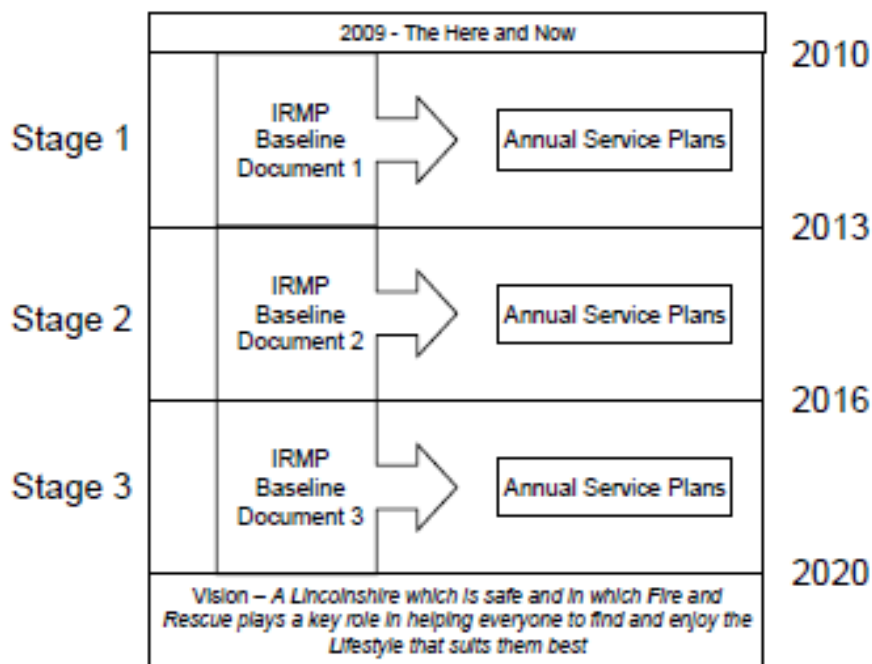 2009 - The Here and Now
2010
Stage 1
IRMP
Baseline
Document 1
Annual Service Plans
2013
Stage 2
IRMP
Baseline
Document 2
Annual Service Plans
2016
Stage 3
IRMP
Baseline
Document 3
Annual Service Plans
2020
Vision – A Lincolnshire which is safe and in which Fire and
Rescue plays a key role in helping everyone to find and enjoy the
Lifestyle that suits them best